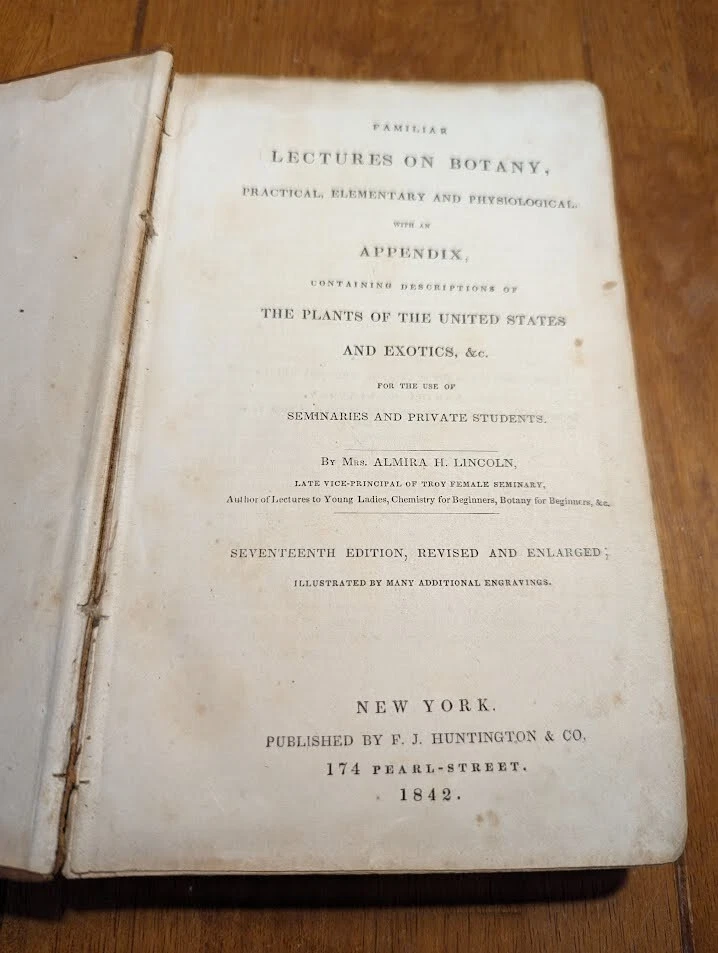 FAMILIAR
LECTURES ON BOTANY,
PRACTICAL, ELEMENTARY AND PHYSIOLOGICAL.
WITH AN
APPENDIX,
CONTAINING DESCRIPTIONS OF
THE PLANTS OF THE UNITED STATES
AND EXOTICS, &c.
FOR THE USE OF
SEMINARIES AND PRIVATE STUDENTS.
BY MRS. ALMIRA H. LINCOLN,
LATE VICE-PRINCIPAL OF TROY FEMALE SEMINARY,
Author of Lectures to Young Ladies, Chemistry for Beginners, Botany for Beginners, &c.
SEVENTEENTH EDITION, REVISED AND ENLARGED;
ILLUSTRATED BY MANY ADDITIONAL ENGRAVINGS.
NEW YORK.
PUBLISHED BY F. J. HUNTINGTON & CO.
174 PEARL-STREET.
1842.